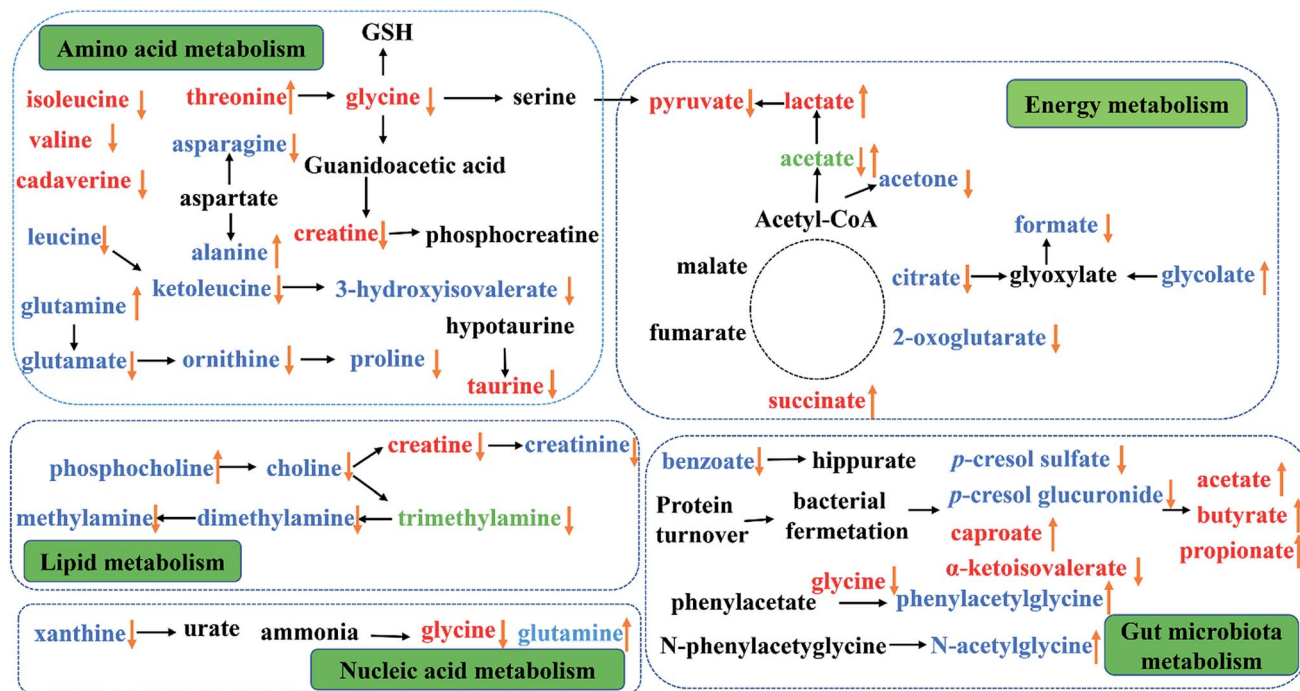 Amino acid metabolism
GSH
isoleucine
threonine
glycine
serine
valine
asparagine
cadaverine
Guanidoacetic acid
aspartate
leucine
alanine
creatine
phosphocreatine
ketoleucine
3-hydroxyisovalerate
glutamine
hypotaurine
glutamate
ornithine
proline
taurine
Energy metabolism
pyruvate
lactate
acetate
acetone
Acetyl-CoA
formate
malate
citrate
glyoxylate
glycolate
fumarate
2-oxoglutarate
succinate
phosphocholine
choline
creatine
creatinine
methylamine
dimethylamine
trimethylamine
Lipid metabolism
benzoate
hippurate
p-cresol sulfate
acetate
Protein
turnover
bacterial
fermetation
p-cresol glucuronide
butyrate
caproate
propionate
α-ketoisovalerate
glycine
phenylacetate
phenylacetylglycine
N-phenylacetyglycine
N-acetylglycine
Gut microbiota
metabolism
xanthine
urate
ammonia
glycine
glutamine
Nucleic acid metabolism